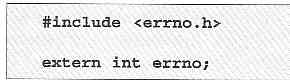 #include <errno.h>
extern int errno;